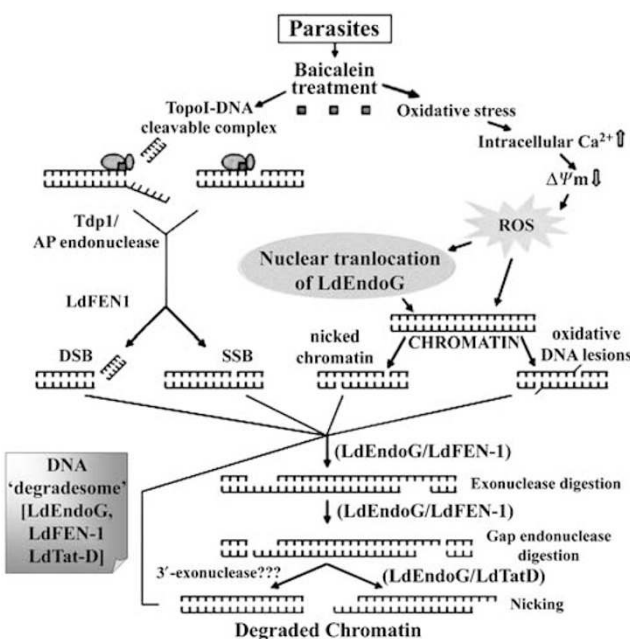 Parasites
Baicalein
treatment
TopoI-DNA
cleavable complex
Oxidative stress
Intracellular Ca²⁺⇑
ΔΨm⇓
ROS
Tdp1/
AP endonuclease
Nuclear tranlocation
of LdEndoG
LdFEN1
CHROMATIN
nicked
chromatin
oxidative
DNA lesions
DSB
SSB
(LdEndoG/LdFEN-1)
Exonuclease digestion
DNA
‘degradesome’
[LdEndoG,
LdFEN-1
LdTat-D]
(LdEndoG/LdFEN-1)
Gap endonuclease
digestion
3′-exonuclease???
(LdEndoG/LdTatD)
Nicking
Degraded Chromatin